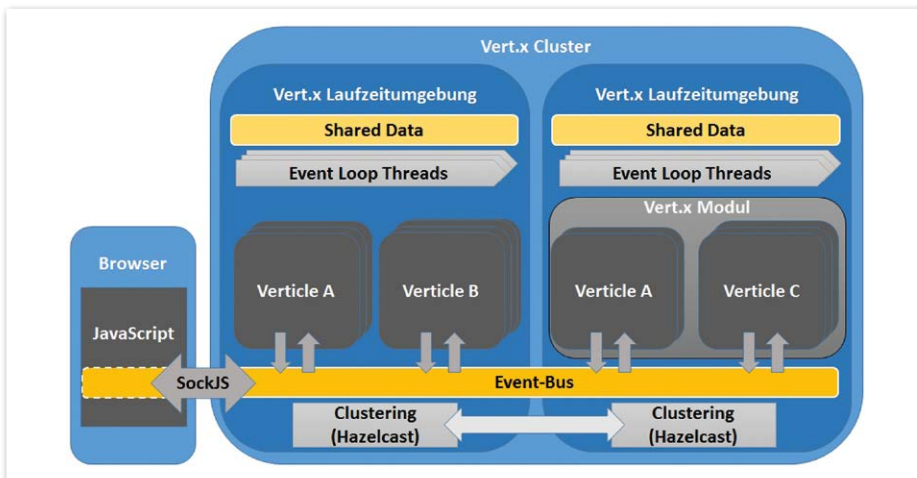 Vert.x Cluster
Vert.x Laufzeitumgebung
Shared Data
Event Loop Threads
Verticle A
Verticle B
Vert.x Laufzeitumgebung
Shared Data
Event Loop Threads
Vert.x Modul
Verticle A
Verticle C
Browser
JavaScript
SockJS
Event-Bus
Clustering
(Hazelcast)
Clustering
(Hazelcast)